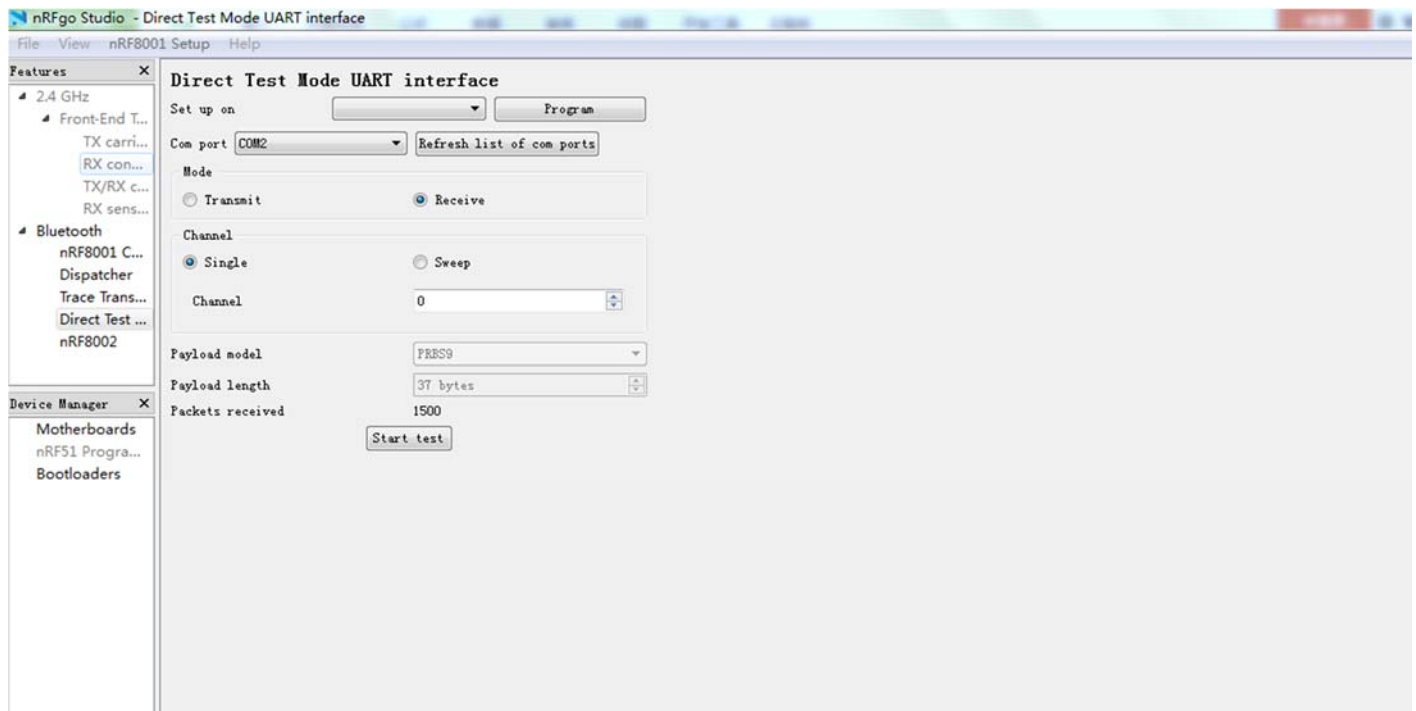 nRFgo Studio - Direct Test Mode UART interface
File View nRF8001 Setup Help
Features X
2.4 GHz
Front-End T...
TX carri...
RX con...
TX/RX c...
RX sens...
Bluetooth
nRF8001 C...
Dispatcher
Trace Trans...
Direct Test ...
nRF8002
Device Manager X
Motherboards
nRF51 Progra...
Bootloaders
Direct Test Mode UART interface
Set up on Program
Com port COM2 Refresh list of com ports
Mode
Transmit Receive
Channel
Single Sweep
Channel 0
Payload model PRBS9
Payload length 37 bytes
Packets received 1500
Start test